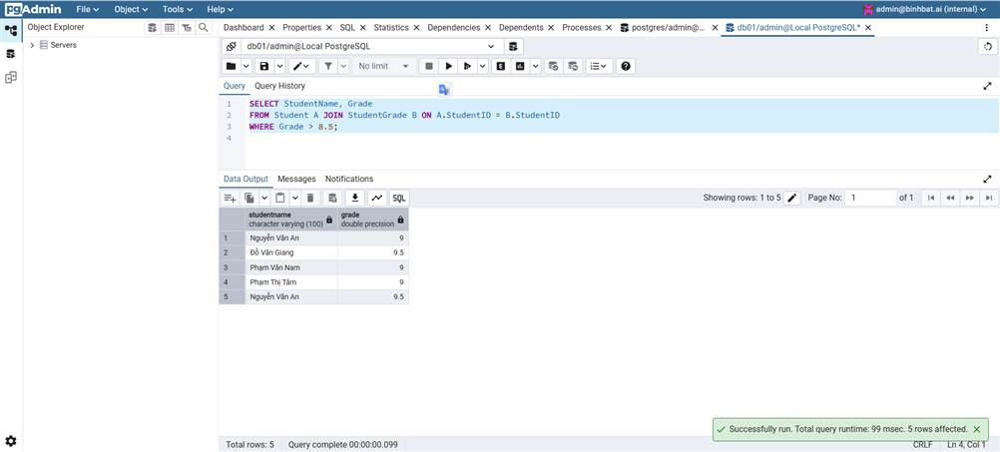 pgAdmin File Object Tools Help admin@binhbat.ai (internal)
Object Explorer
Servers
Dashboard Properties SQL Statistics Dependencies Dependents Processes postgres/admin@... db01/admin@Local PostgreSQL*
db01/admin@Local PostgreSQL
No limit E
Query Query History
1 SELECT StudentName, Grade
2 FROM Student A JOIN StudentGrade B ON A.StudentID = B.StudentID
3 WHERE Grade > 8.5;
4
Data Output Messages Notifications
SQL Showing rows: 1 to 5 Page No: 1 of 1
studentname grade
character varying (100) double precision
1 Nguyễn Văn An 9
2 Đỗ Văn Giang 9.5
3 Phạm Văn Nam 9
4 Phạm Thị Tâm 9
5 Nguyễn Văn An 9.5
Successfully run. Total query runtime: 99 msec. 5 rows affected.
Total rows: 5 Query complete 00:00:00.099 CRLF Ln 4, Col 1